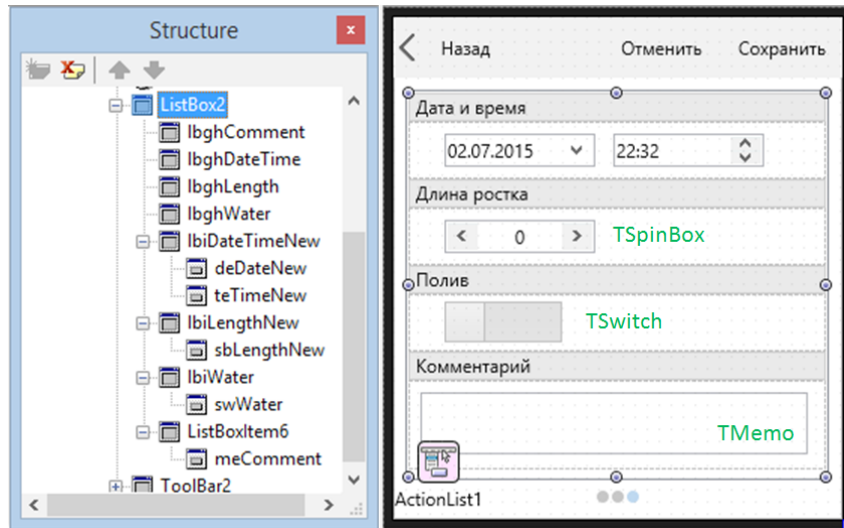 Structure
x
ListBox2
lbghComment
lbghDateTime
lbghLength
lbghWater
lbiDateTimeNew
deDateNew
teTimeNew
lbiLengthNew
sbLengthNew
lbiWater
swWater
ListBoxItem6
meComment
ToolBar2
Назад Отменить Сохранить
Дата и время
02.07.2015 22:32
Длина ростка
0 TSpinBox
Полив
TSwitch
Комментарий
TMemo
ActionList1